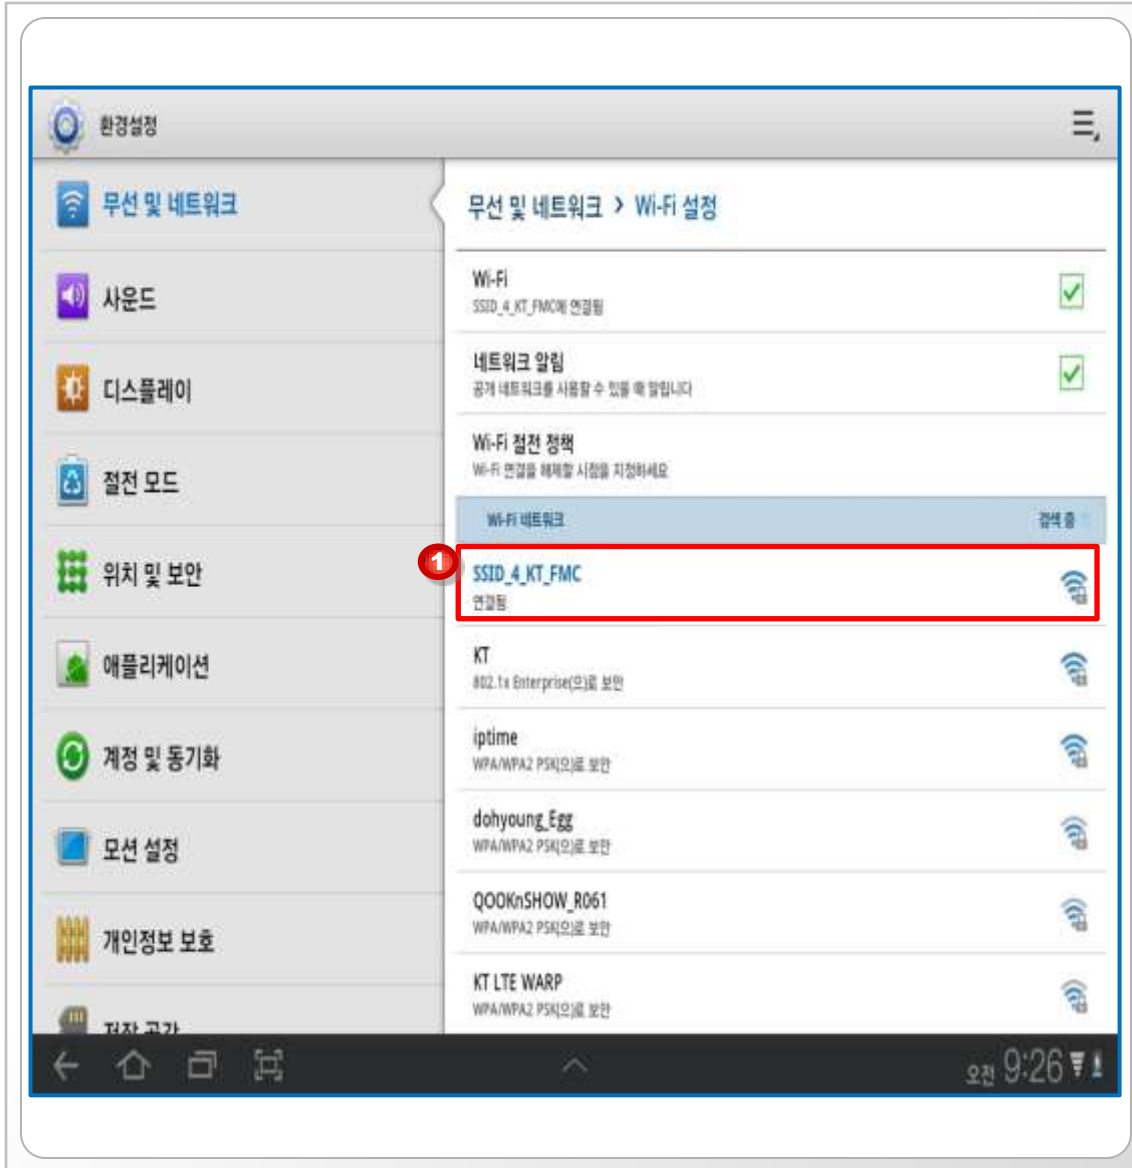 환경설정
무선 및 네트워크
사운드
디스플레이
절전 모드
위치 및 보안
애플리케이션
계정 및 동기화
모션 설정
개인정보 보호
저장 공간
무선 및 네트워크 > Wi-Fi 설정
Wi-Fi
SSID_4_KT_FMC에 연결됨
네트워크 알림
공개 네트워크를 사용할 수 있을 때 알립니다
Wi-Fi 절전 정책
Wi-Fi 연결을 해제할 시점을 지정하세요
Wi-Fi 네트워크 검색 중
1
SSID_4_KT_FMC
연결됨
KT
802.1x Enterprise(으)로 보안
iptime
WPA/WPA2 PSK(으)로 보안
dohyoung_Egg
WPA/WPA2 PSK(으)로 보안
QOOKnSHOW_R061
WPA/WPA2 PSK(으)로 보안
KT LTE WARP
WPA/WPA2 PSK(으)로 보안
오전 9:26